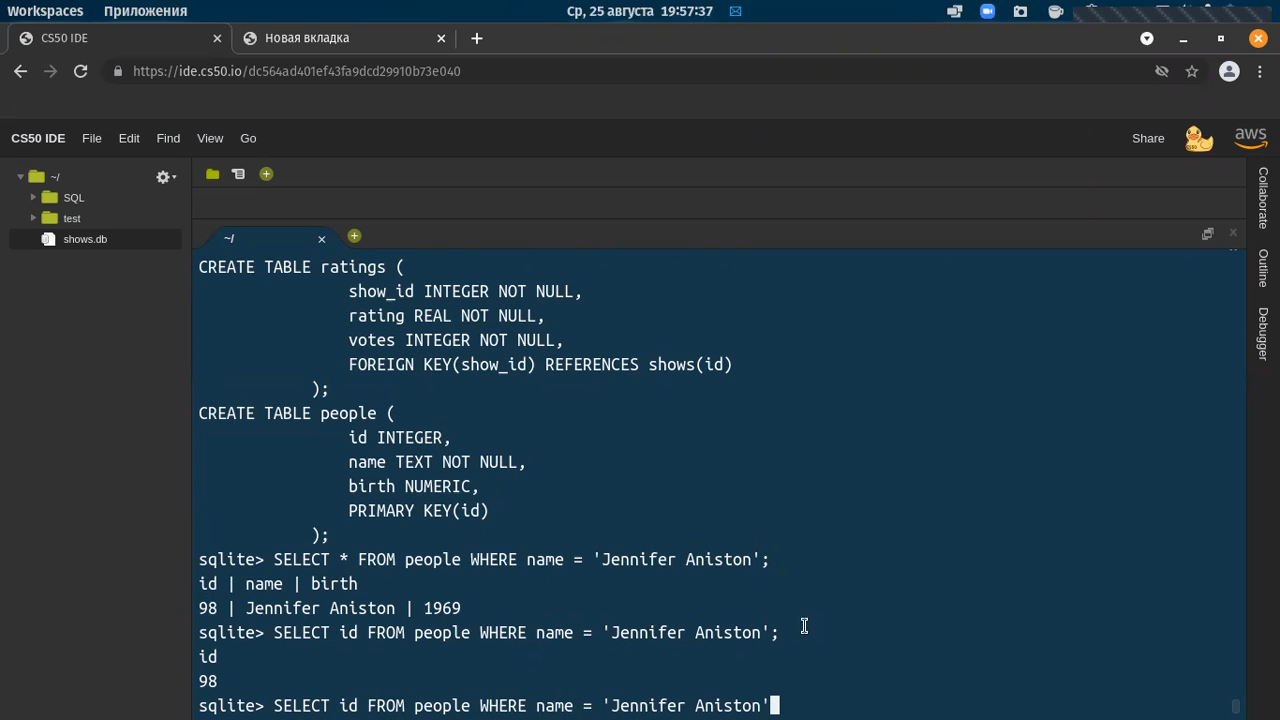 Workspaces Приложения Ср, 25 августа 19:57:37
CS50 IDE Новая вкладка
https://ide.cs50.io/dc564ad401ef43fa9dcd29910b73e040
CS50 IDE File Edit Find View Go Share aws
~/
SQL
test
shows.db
~/
Collaborate
Outline
Debugger
CREATE TABLE ratings (
show_id INTEGER NOT NULL,
rating REAL NOT NULL,
votes INTEGER NOT NULL,
FOREIGN KEY(show_id) REFERENCES shows(id)
);
CREATE TABLE people (
id INTEGER,
name TEXT NOT NULL,
birth NUMERIC,
PRIMARY KEY(id)
);
sqlite> SELECT * FROM people WHERE name = 'Jennifer Aniston';
id | name | birth
98 | Jennifer Aniston | 1969
sqlite> SELECT id FROM people WHERE name = 'Jennifer Aniston';
id
98
sqlite> SELECT id FROM people WHERE name = 'Jennifer Aniston'